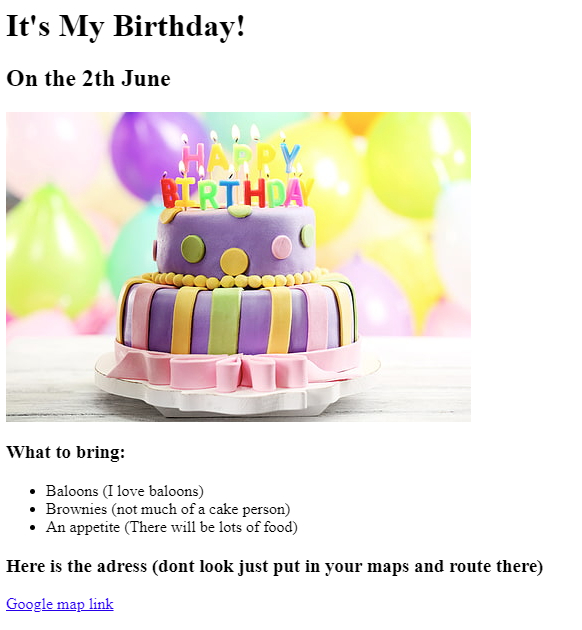 It's My Birthday!
On the 2th June
HAPPY
BIRTHDAY
What to bring:
Baloons (I love baloons)
Brownies (not much of a cake person)
An appetite (There will be lots of food)
Here is the adress (dont look just put in your maps and route there)
Google map link